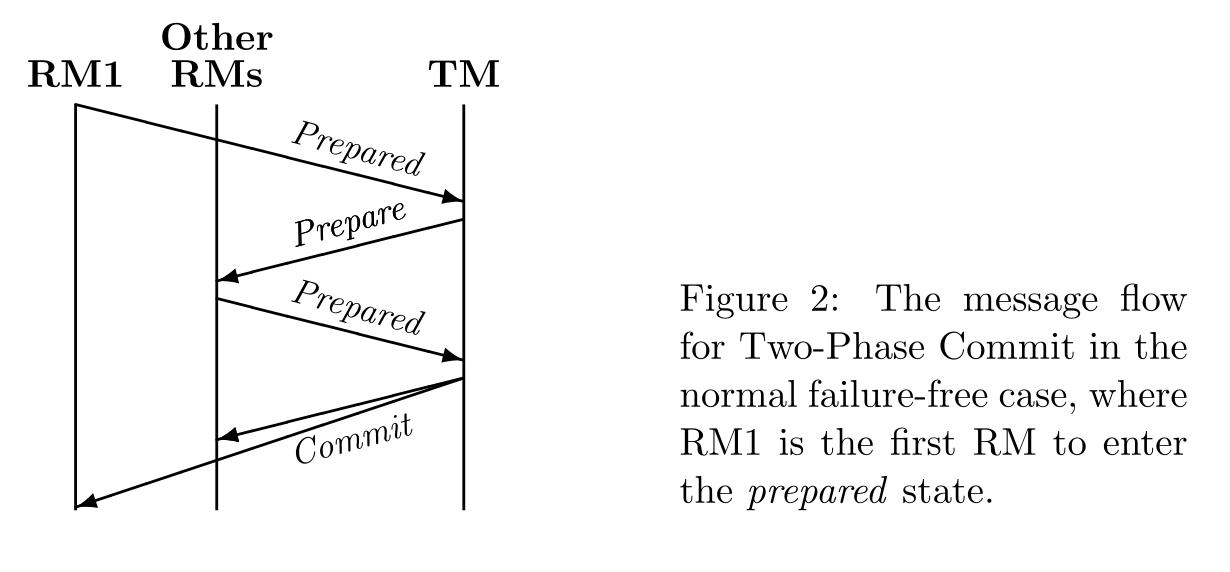 Other
RM1 RMs TM
Prepared
Prepare
Prepared
Commit
Figure 2: The message flow
for Two-Phase Commit in the
normal failure-free case, where
RM1 is the first RM to enter
the prepared state.